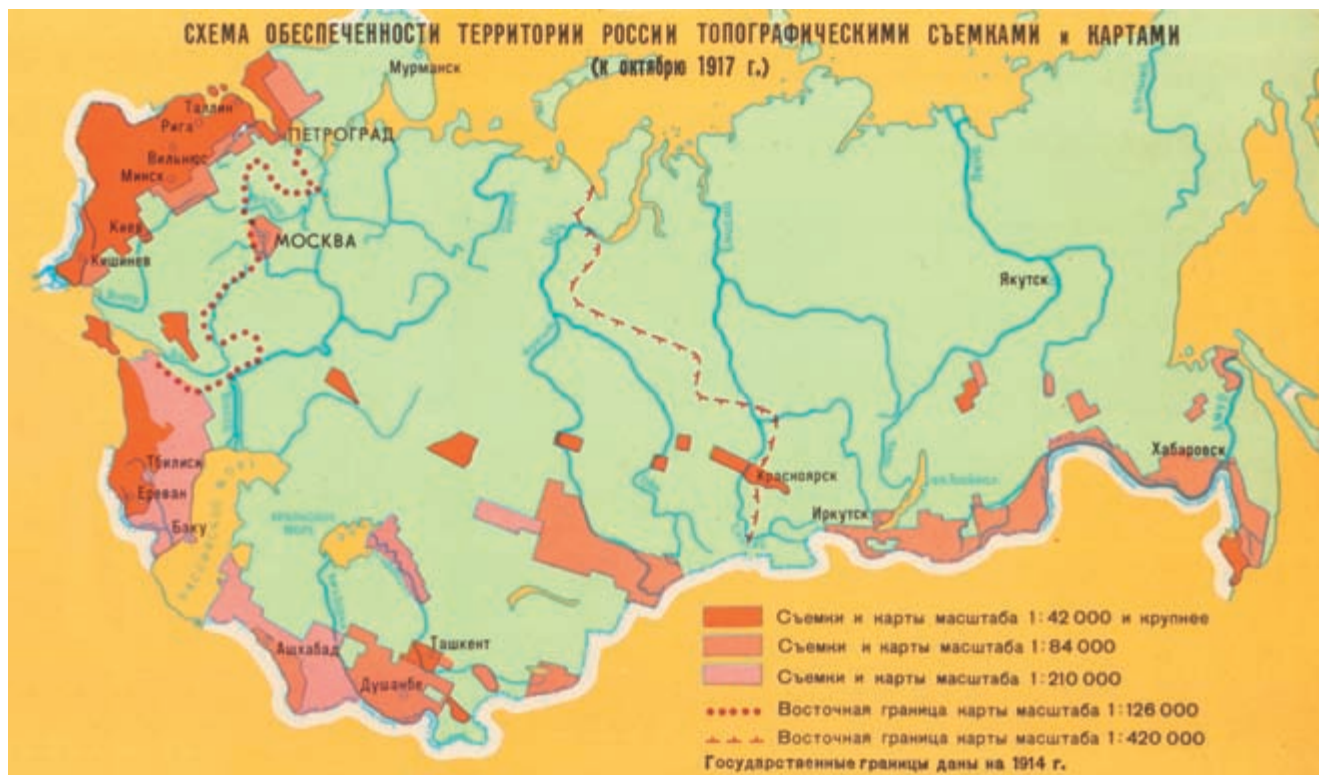 СХЕМА ОБЕСПЕЧЕННОСТИ ТЕРРИТОРИИ РОССИИ ТОПОГРАФИЧЕСКИМИ СЪЕМКАМИ и КАРТАМИ
(к октябрю 1917 г.)
Мурманск
Таллин
Рига
ПЕТРОГРАД
Вильнюс
Минск
Киев
МОСКВА
Кишинев
Якутск
Лена
Енисей
Амур
Хабаровск
Тбилиси
Ереван
Баку
Красноярск
Иркутск
Ашхабад
Ташкент
Душанбе
Съемки и карты масштаба 1:42 000 и крупнее
Съемки и карты масштаба 1:84 000
Съемки и карты масштаба 1:210 000
Восточная граница карты масштаба 1:126 000
Восточная граница карты масштаба 1:420 000
Государственные границы даны на 1914 г.